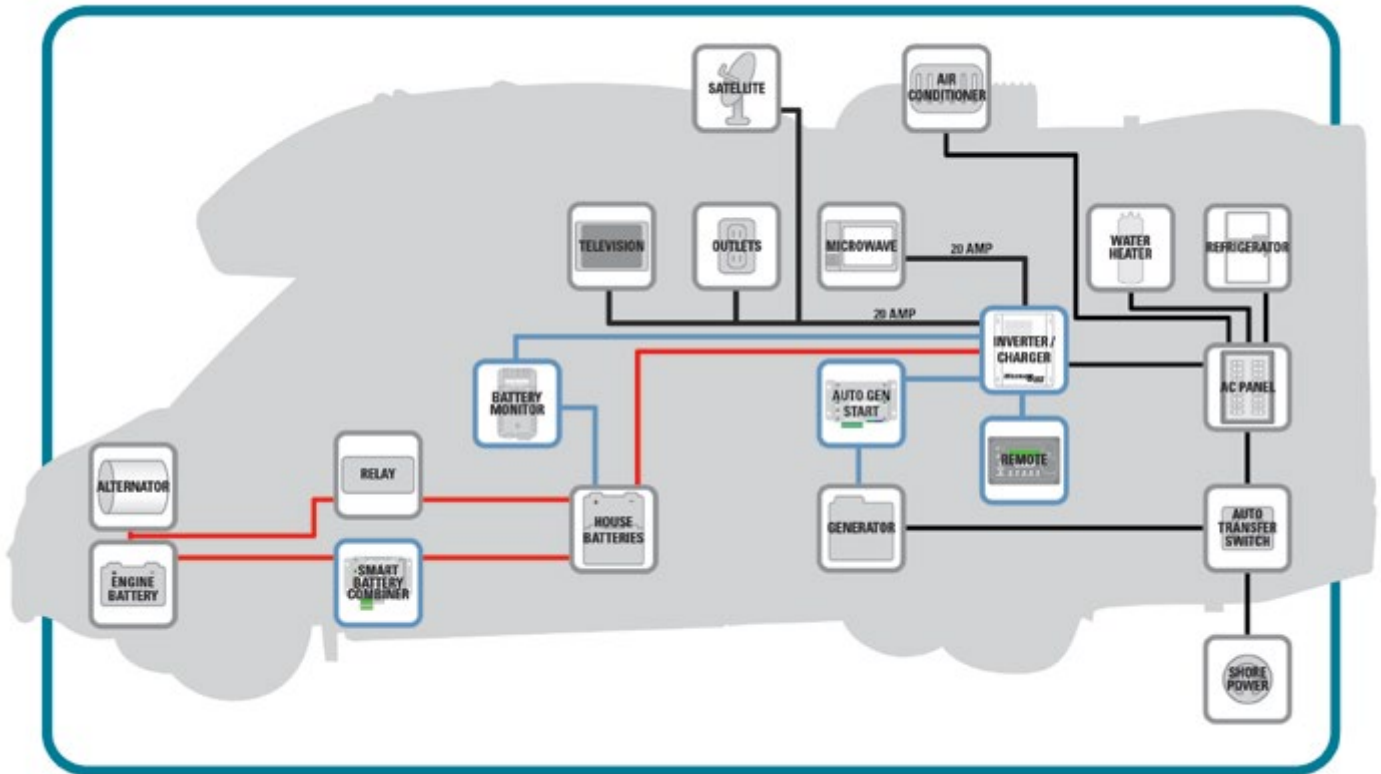 SATELLITE
AIR
CONDITIONER
TELEVISION
OUTLETS
MICROWAVE
20 AMP
WATER
HEATER
REFRIGERATOR
20 AMP
INVERTER /
CHARGER
BATTERY
MONITOR
AUTO GEN
START
AC PANEL
ALTERNATOR
RELAY
REMOTE
HOUSE
BATTERIES
GENERATOR
AUTO
TRANSFER
SWITCH
ENGINE
BATTERY
SMART
BATTERY
COMBINER
SHORE
POWER